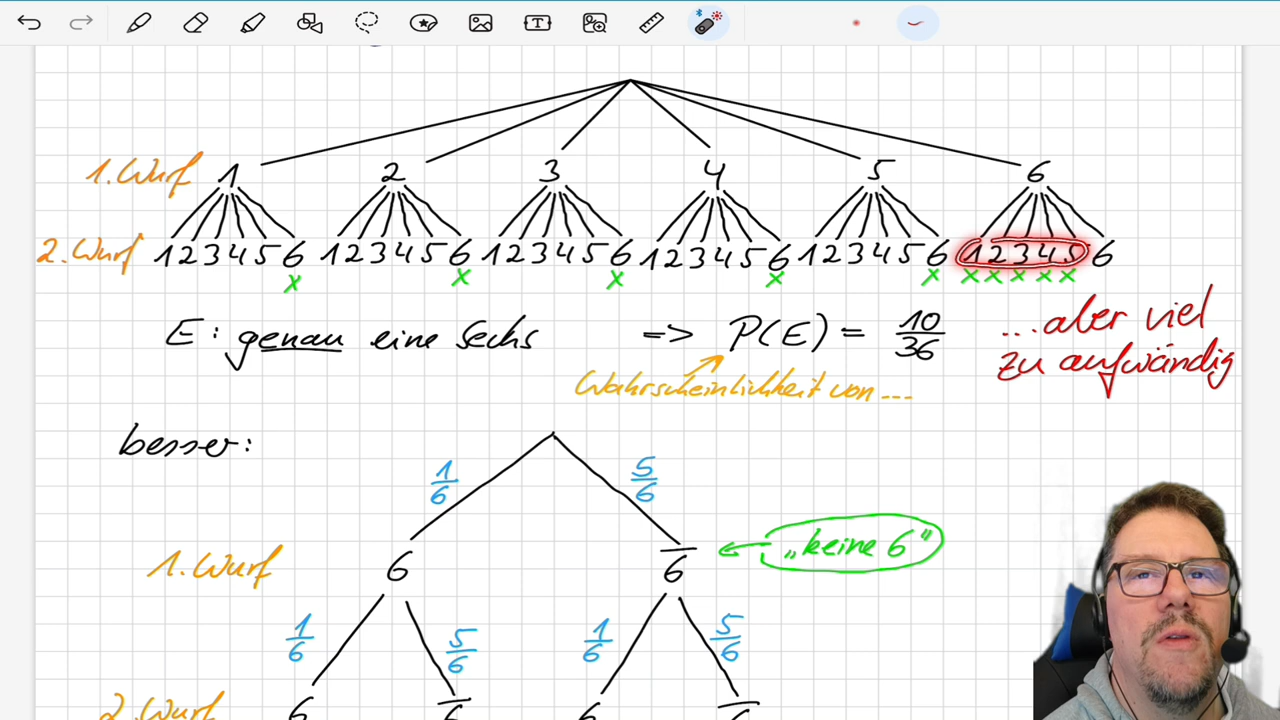 1. Wurf 1 2 3 4 5 6
2. Wurf 1 2 3 4 5 6 1 2 3 4 5 6 1 2 3 4 5 6 1 2 3 4 5 6 1 2 3 4 5 6 1 2 3 4 5 6
x x x x x x x x x x
E: genau eine Sechs => P(E) = 10/36 ...aber viel
zu aufwändig
Wahrscheinlichkeit von ...
besser:
1/6 5/6
1. Wurf 6 6̅ ← „keine 6"
1/6 5/6 1/6 5/6
2. Wurf 6 6̅ 6 6̅